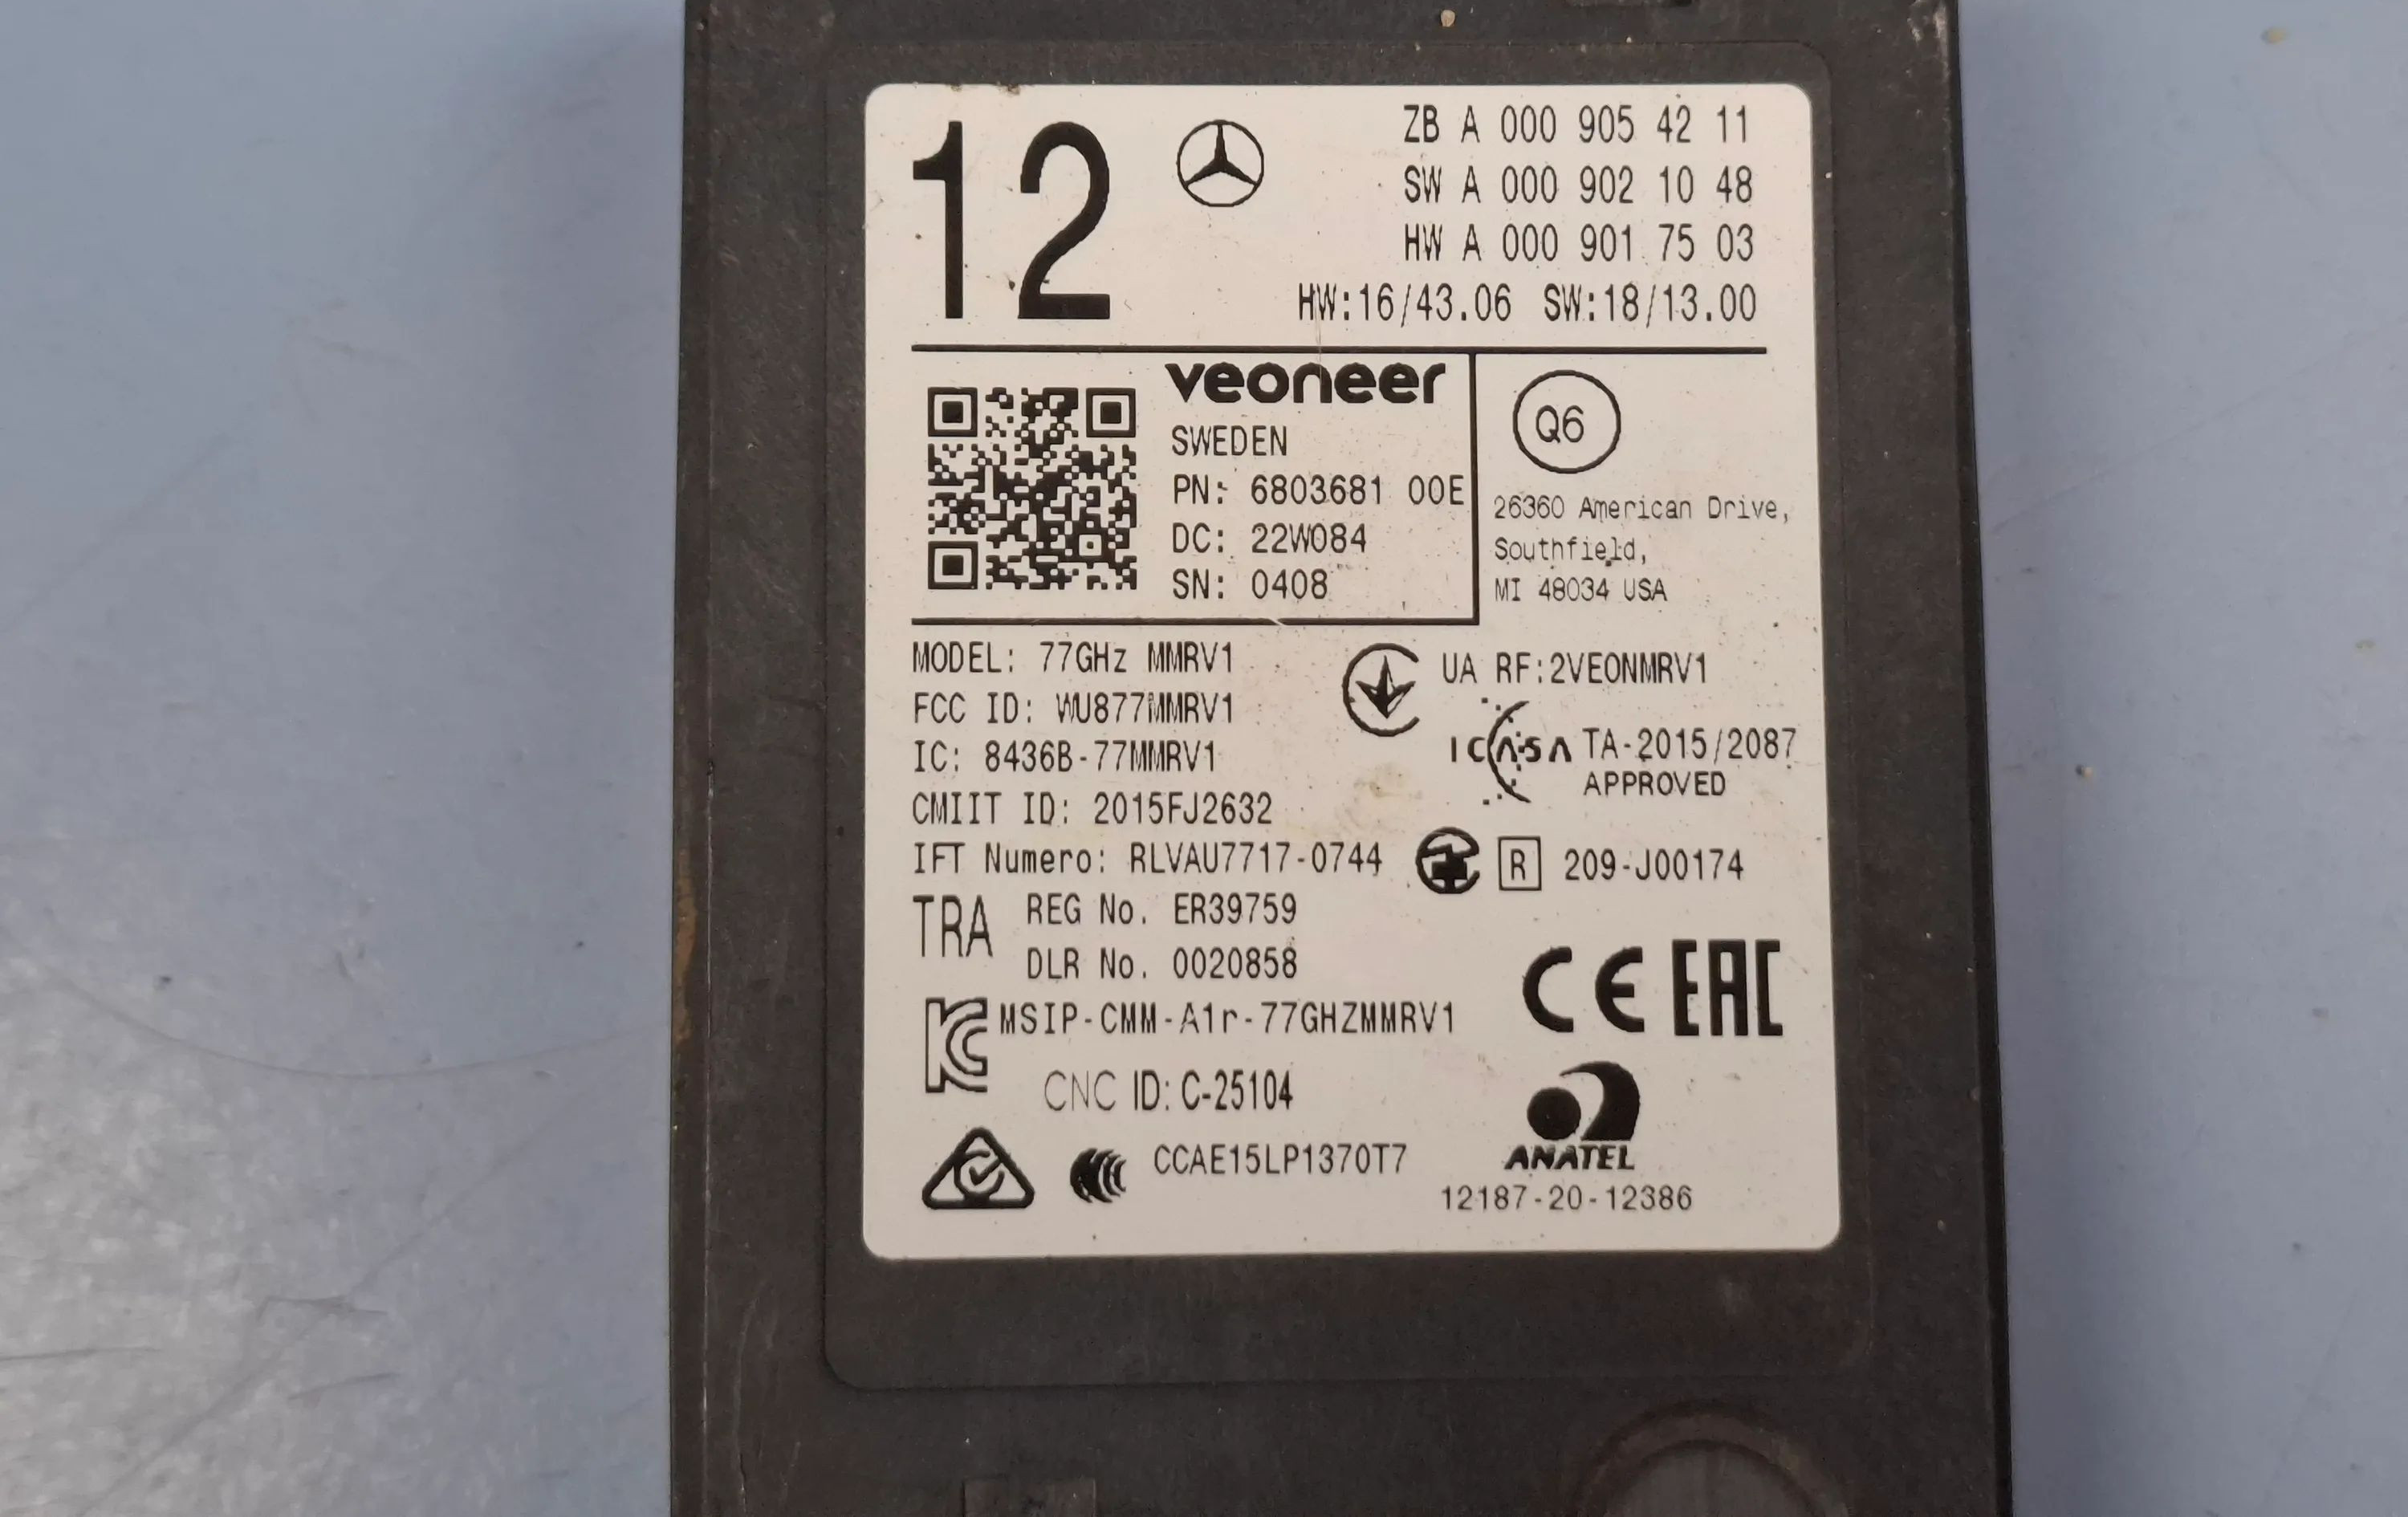 12
ZB A 000 905 42 11
SW A 000 902 10 48
HW A 000 901 75 03
HW:16/43.06 SW:18/13.00
veoneer
SWEDEN
PN: 6803681 00E
DC: 22W084
SN: 0408
Q6
26360 American Drive,
Southfield,
MI 48034 USA
MODEL: 77GHz MMRV1
FCC ID: WU877MMRV1
IC: 8436B-77MMRV1
CMIIT ID: 2015FJ2632
IFT Numero: RLVAU7717-0744
UA RF:2VEONMRV1
ICASA TA-2015/2087
APPROVED
R 209-J00174
TRA REG No. ER39759
DLR No. 0020858
CE EAC
KC MSIP-CMM-A1r-77GHZMMRV1
CNC ID: C-25104
CCC CCAE15LP1370T7
ANATEL
12187-20-12386